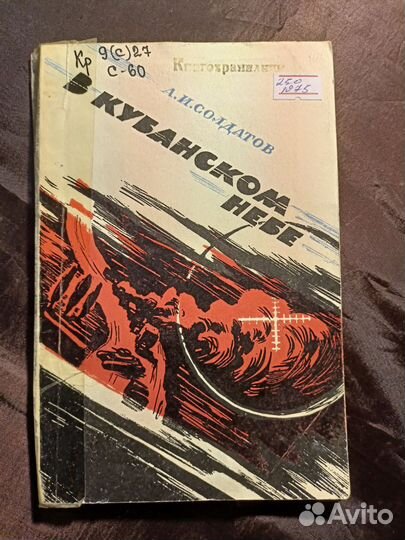 Кр 9(с)27
С-60
Книгохранилище
250
№75
А.И.СОЛДАТОВ
В КУБАНСКОМ
НЕБЕ
Avito